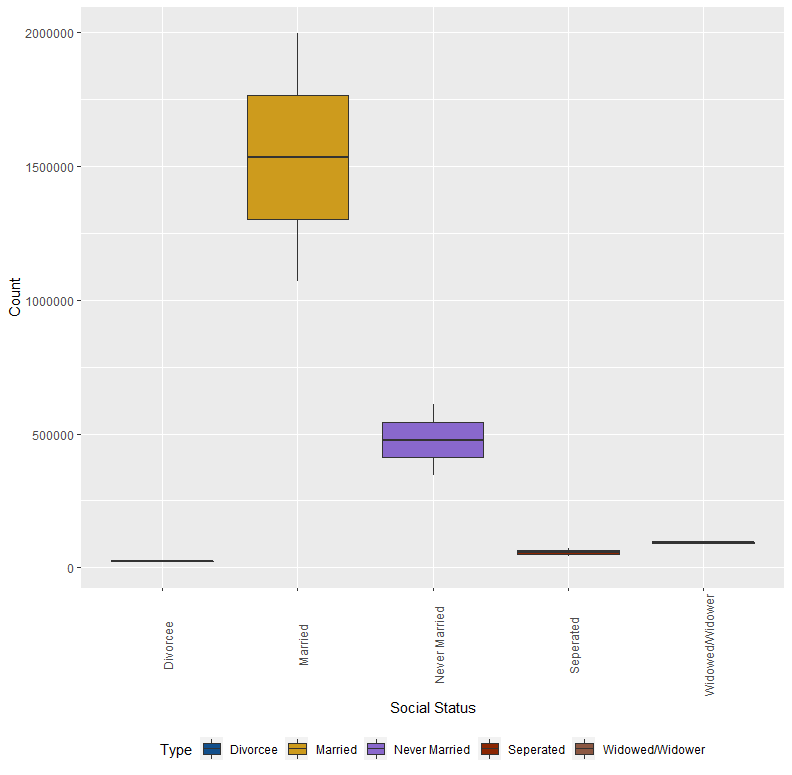 2000000
1500000
1000000
500000
0
Count
Divorcee
Married
Never Married
Seperated
Widowed/Widower
Social Status
Type Divorcee Married Never Married Seperated Widowed/Widower